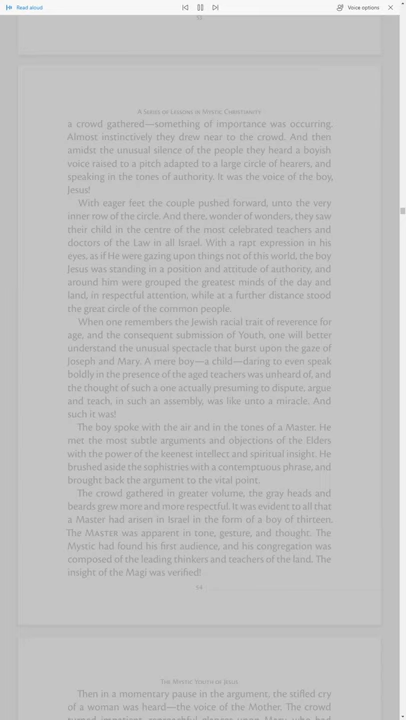 Read aloud
Voice options
A Series of Lessons in Mystic Christianity
a crowd gathered—something of importance was occurring.
Almost instinctively they drew near to the crowd. And then
amidst the unusual silence of the people they heard a boyish
voice raised to a pitch adapted to a large circle of hearers, and
speaking in the tones of authority. It was the voice of the boy,
Jesus!
With eager feet the couple pushed forward, unto the very
inner row of the circle. And there, wonder of wonders, they saw
their child in the centre of the most celebrated teachers and
doctors of the Law in all Israel. With a rapt expression in his
eyes, as if He were gazing upon things not of this world, the boy
Jesus was standing in a position and attitude of authority, and
around him were grouped the greatest minds of the day and
land, in respectful attention, while at a further distance stood
the great circle of the common people.
When one remembers the Jewish racial trait of reverence for
age, and the consequent submission of Youth, one will better
understand the unusual spectacle that burst upon the gaze of
Joseph and Mary. A mere boy—a child—daring to even speak
boldly in the presence of the aged teachers was unheard of, and
the thought of such a one actually presuming to dispute, argue
and teach, in such an assembly, was like unto a miracle. And
such it was!
The boy spoke with the air and in the tones of a Master. He
met the most subtle arguments and objections of the Elders
with the power of the keenest intellect and spiritual insight. He
brushed aside the sophistries with a contemptuous phrase, and
brought back the argument to the vital point.
The crowd gathered in greater volume, the gray heads and
beards grew more and more respectful. It was evident to all that
a Master had arisen in Israel in the form of a boy of thirteen.
The Master was apparent in tone, gesture, and thought. The
Mystic had found his first audience, and his congregation was
composed of the leading thinkers and teachers of the land. The
insight of the Magi was verified!
54
The Mystic Youth of Jesus
Then in a momentary pause in the argument, the stifled cry
of a woman was heard—the voice of the Mother. The crowd